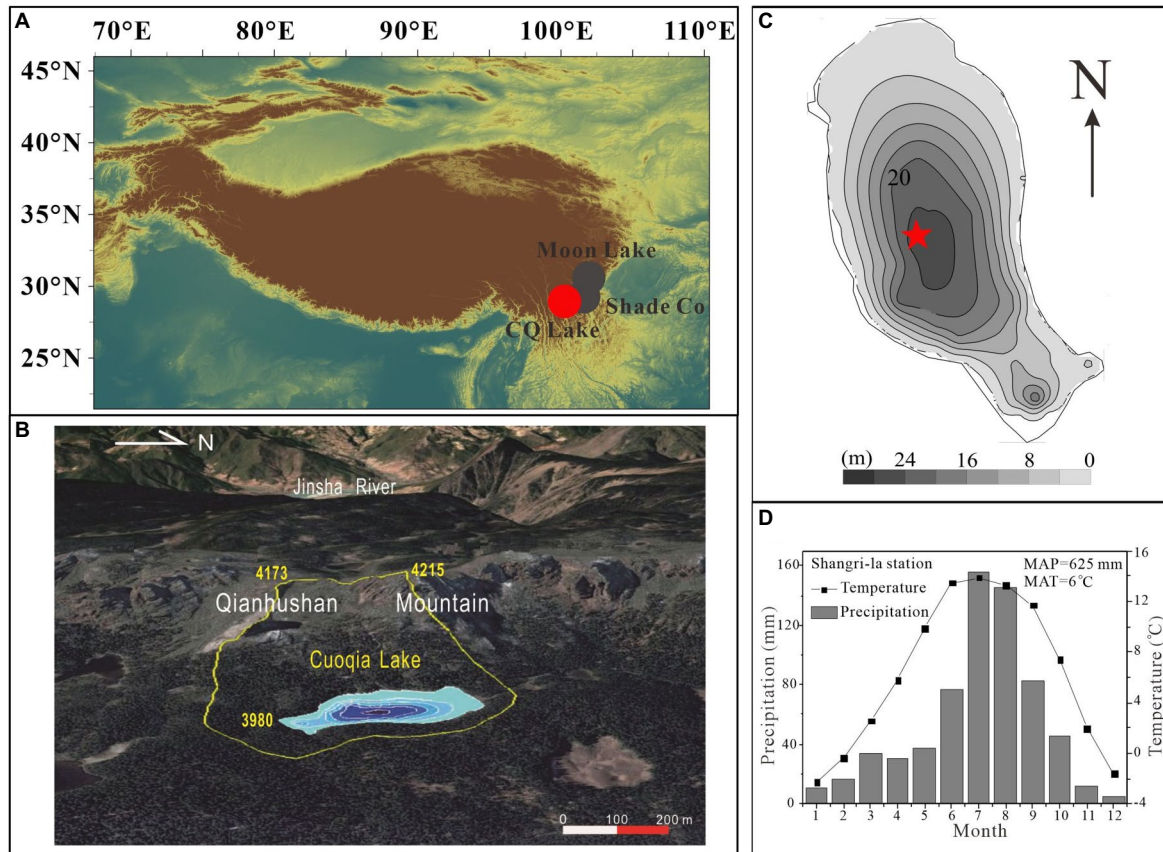 A
70°E 80°E 90°E 100°E 110°E
45°N
40°N
35°N
30°N
25°N
Moon Lake
Shade Co
CQ Lake
B
N
Jinsha River
4173
4215
Qianhushan Mountain
Cuoqia Lake
3980
0 100 200 m
C
N
20
(m) 24 16 8 0
D
Shangri-la station
Temperature
Precipitation
MAP=625 mm
MAT=6°C
Precipitation (mm)
160
120
80
40
0
Temperature (°C)
16
12
8
4
0
-4
1 2 3 4 5 6 7 8 9 10 11 12
Month